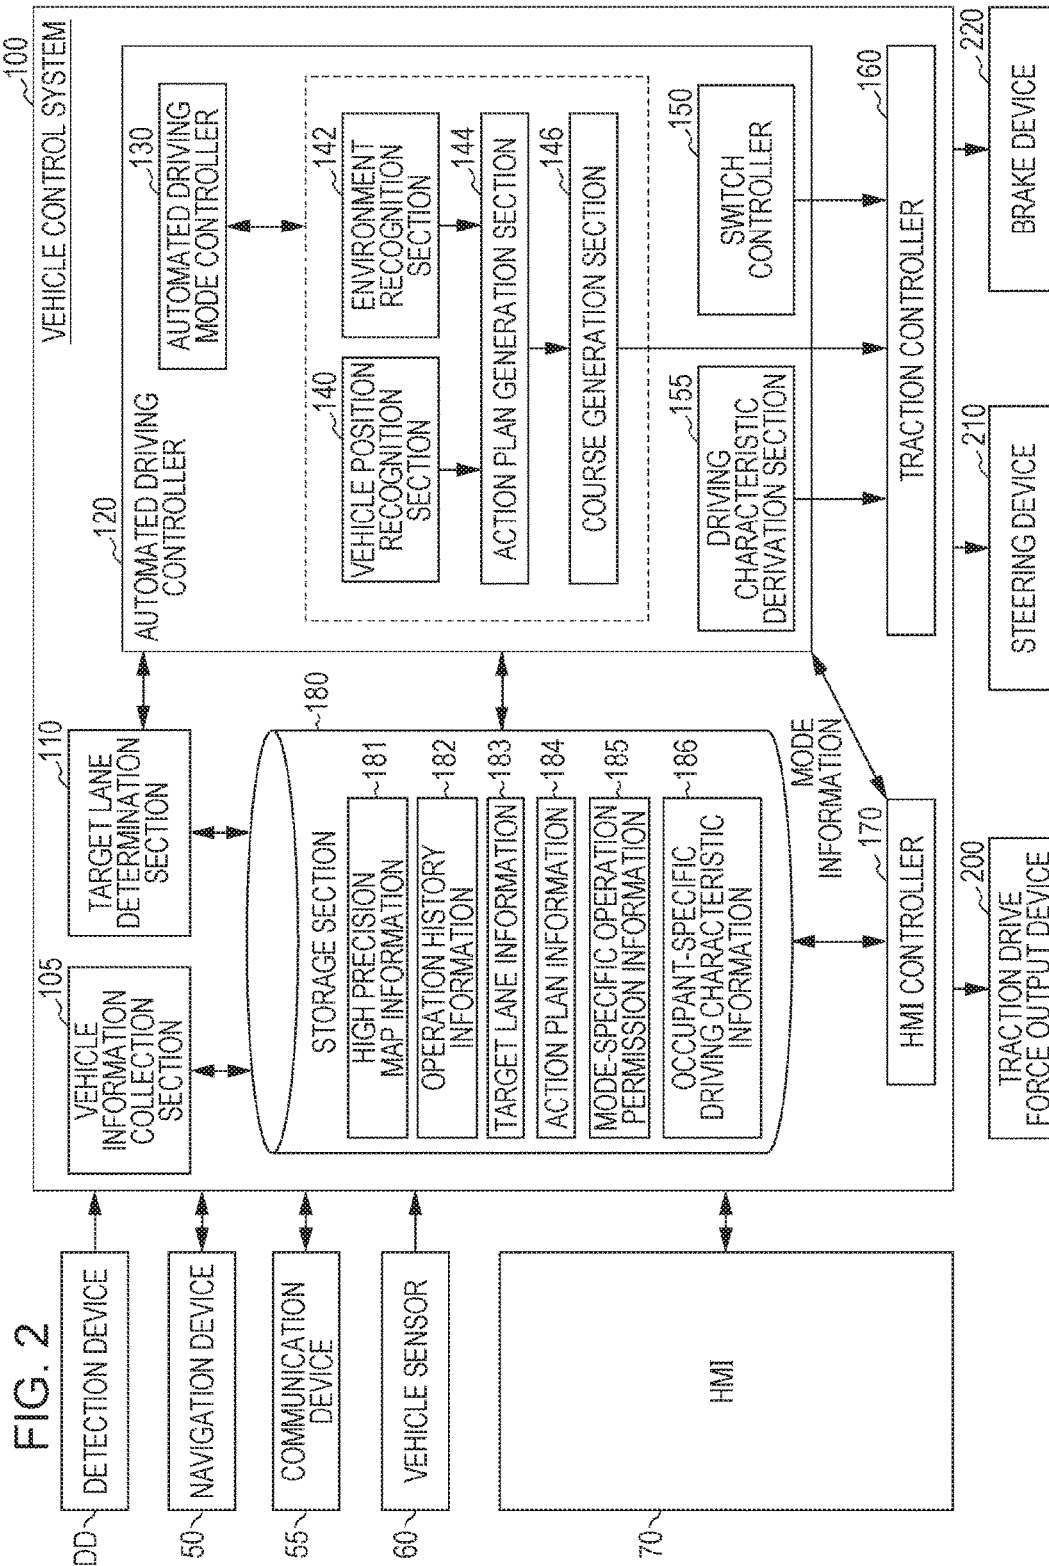 FIG. 2
DD
DETECTION DEVICE
50
NAVIGATION DEVICE
55
COMMUNICATION
DEVICE
60
VEHICLE SENSOR
70
HMI
100
VEHICLE CONTROL SYSTEM
105
VEHICLE
INFORMATION
COLLECTION
SECTION
110
TARGET LANE
DETERMINATION
SECTION
180
STORAGE SECTION
HIGH PRECISION
MAP INFORMATION
181
OPERATION HISTORY
INFORMATION
182
TARGET LANE INFORMATION
183
ACTION PLAN INFORMATION
184
MODE-SPECIFIC OPERATION
PERMISSION INFORMATION
185
OCCUPANT-SPECIFIC
DRIVING CHARACTERISTIC
INFORMATION
186
MODE
INFORMATION
170
HMI CONTROLLER
120
AUTOMATED DRIVING
CONTROLLER
130
AUTOMATED DRIVING
MODE CONTROLLER
140
VEHICLE POSITION
RECOGNITION
SECTION
142
ENVIRONMENT
RECOGNITION
SECTION
144
ACTION PLAN GENERATION SECTION
146
COURSE GENERATION SECTION
155
DRIVING
CHARACTERISTIC
DERIVATION SECTION
150
SWITCH
CONTROLLER
160
TRACTION CONTROLLER
200
TRACTION DRIVE
FORCE OUTPUT DEVICE
210
STEERING DEVICE
220
BRAKE DEVICE